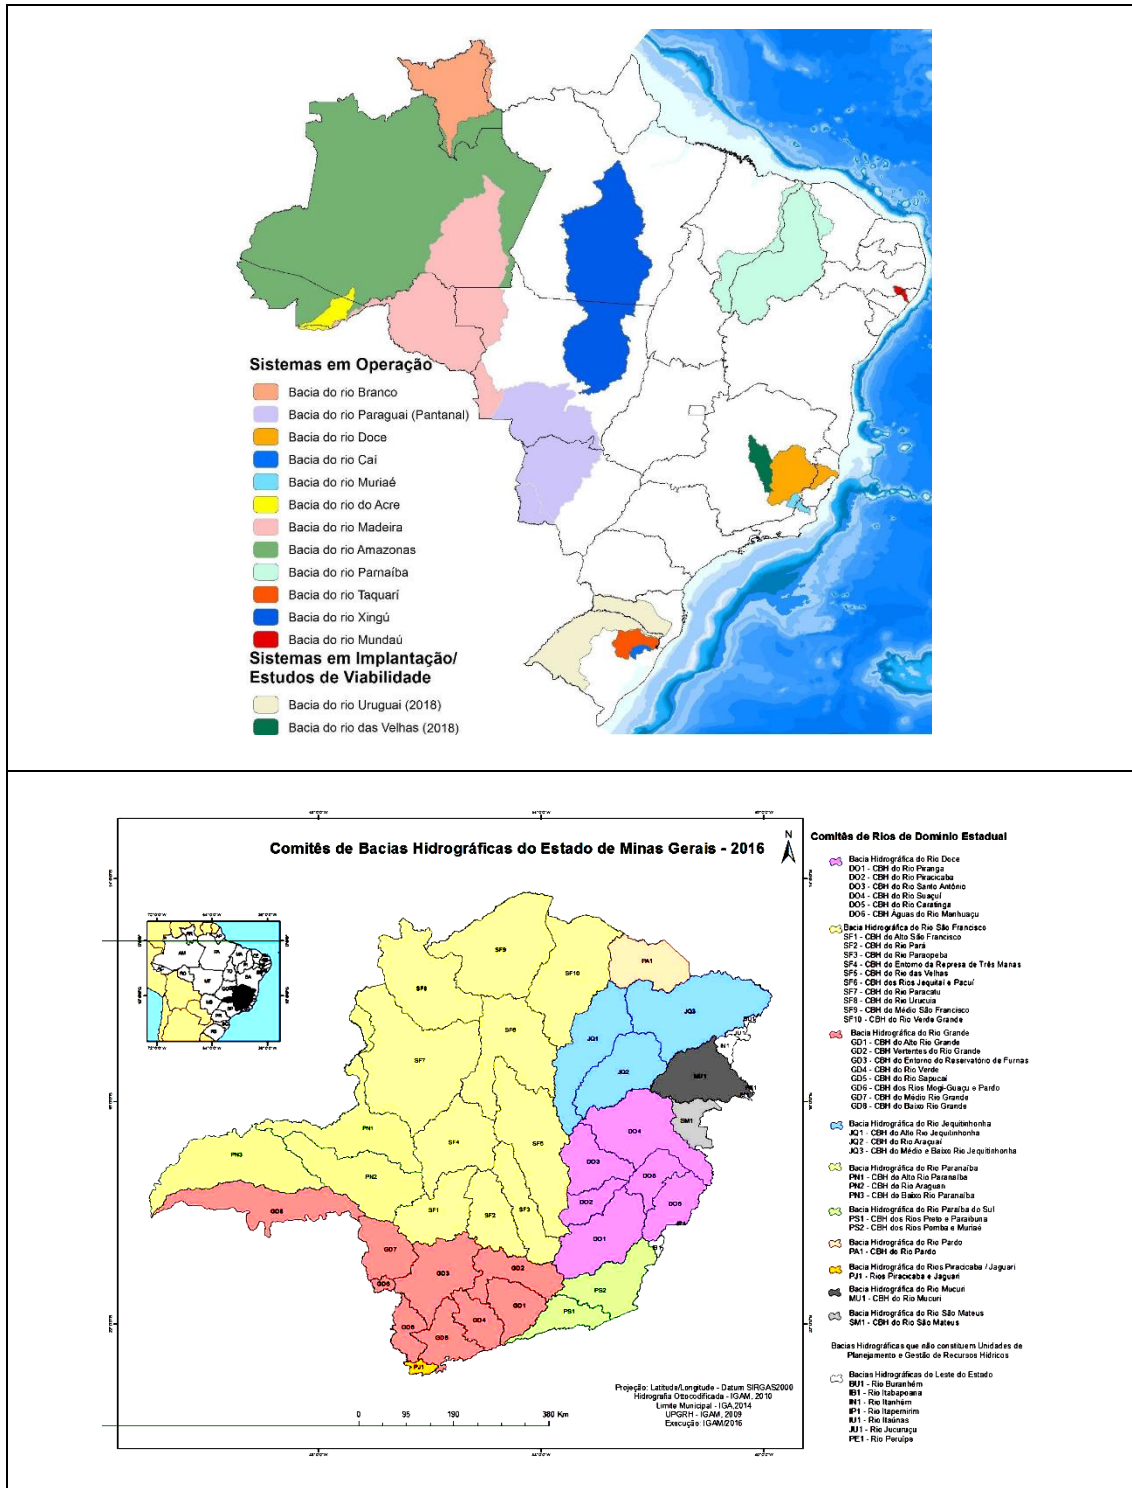 Sistemas em Operação
Bacia do rio Branco
Bacia do rio Paraguai (Pantanal)
Bacia do rio Doce
Bacia do rio Caí
Bacia do rio Muriaé
Bacia do rio do Acre
Bacia do rio Madeira
Bacia do rio Amazonas
Bacia do rio Parnaíba
Bacia do rio Taquarí
Bacia do rio Xingú
Bacia do rio Mundaú
Sistemas em Implantação/
Estudos de Viabilidade
Bacia do rio Uruguai (2018)
Bacia do rio das Velhas (2018)
Comitês de Bacias Hidrográficas do Estado de Minas Gerais - 2016
N
SF9
PA1
SF10
SF8
JQ3
SF6
JQ1
IN1
SF7
JQ2
MU1
SM1
PN1
DO4
SF4
SF5
PN3
DO3
PN2
DO5
DO2
DO6
SF1
SF2
SF3
DO1
GD8
GD7
GD2
GD3
GD6
PS2
GD1
PS1
GD4
GD6
GD5
PJ1
Projeção: Latitude/Longitude - Datum SIRGAS2000
Hidrografia Ottocodificada - IGAM, 2010
Limite Municipal - IGA,2014
UPGRH - IGAM, 2009
Execução: IGAM/2016
0 95 190 380 Km
Comitês de Rios de Domínio Estadual
Bacia Hidrográfica do Rio Doce
DO1 - CBH do Rio Piranga
DO2 - CBH do Rio Piracicaba
DO3 - CBH do Rio Santo Antônio
DO4 - CBH do Rio Suaçuí
DO5 - CBH do Rio Caratinga
DO6 - CBH Águas do Rio Manhuaçu
Bacia Hidrográfica do Rio São Francisco
SF1 - CBH do Alto São Francisco
SF2 - CBH do Rio Pará
SF3 - CBH do Rio Paraopeba
SF4 - CBH do Entorno da Represa de Três Marias
SF5 - CBH do Rio das Velhas
SF6 - CBH dos Rios Jequitaí e Pacuí
SF7 - CBH do Rio Paracatu
SF8 - CBH do Rio Urucuia
SF9 - CBH do Médio São Francisco
SF10 - CBH do Rio Verde Grande
Bacia Hidrográfica do Rio Grande
GD1 - CBH do Alto Rio Grande
GD2 - CBH Vertentes do Rio Grande
GD3 - CBH do Entorno do Reservatório de Furnas
GD4 - CBH do Rio Verde
GD5 - CBH do Rio Sapucaí
GD6 - CBH dos Rios Mogi-Guaçu e Pardo
GD7 - CBH do Médio Rio Grande
GD8 - CBH do Baixo Rio Grande
Bacia Hidrográfica do Rio Jequitinhonha
JQ1 - CBH do Alto Rio Jequitinhonha
JQ2 - CBH do Rio Araçuaí
JQ3 - CBH do Médio e Baixo Rio Jequitinhonha
Bacia Hidrográfica do Rio Paranaíba
PN1 - CBH do Alto Rio Paranaíba
PN2 - CBH do Rio Araguari
PN3 - CBH do Baixo Rio Paranaíba
Bacia Hidrográfica do Rio Paraíba do Sul
PS1 - CBH dos Rios Preto e Paraibuna
PS2 - CBH dos Rios Pomba e Muriaé
Bacia Hidrográfica do Rio Pardo
PA1 - CBH do Rio Pardo
Bacia Hidrográfica do Rios Piracicaba / Jaguari
PJ1 - Rios Piracicaba e Jaguari
Bacia Hidrográfica do Rio Mucuri
MU1 - CBH do Rio Mucuri
Bacia Hidrográfica do Rio São Mateus
SM1 - CBH do Rio São Mateus
Bacias Hidrográficas que não constituem Unidades de
Planejamento e Gestão de Recursos Hídricos
Bacias Hidrográficas do Leste do Estado
BU1 - Rio Buranhém
IB1 - Rio Itabapoana
IN1 - Rio Itanhém
IP1 - Rio Itapemirim
IU1 - Rio Itaúnas
JU1 - Rio Jucuruçu
PE1 - Rio Peruípe